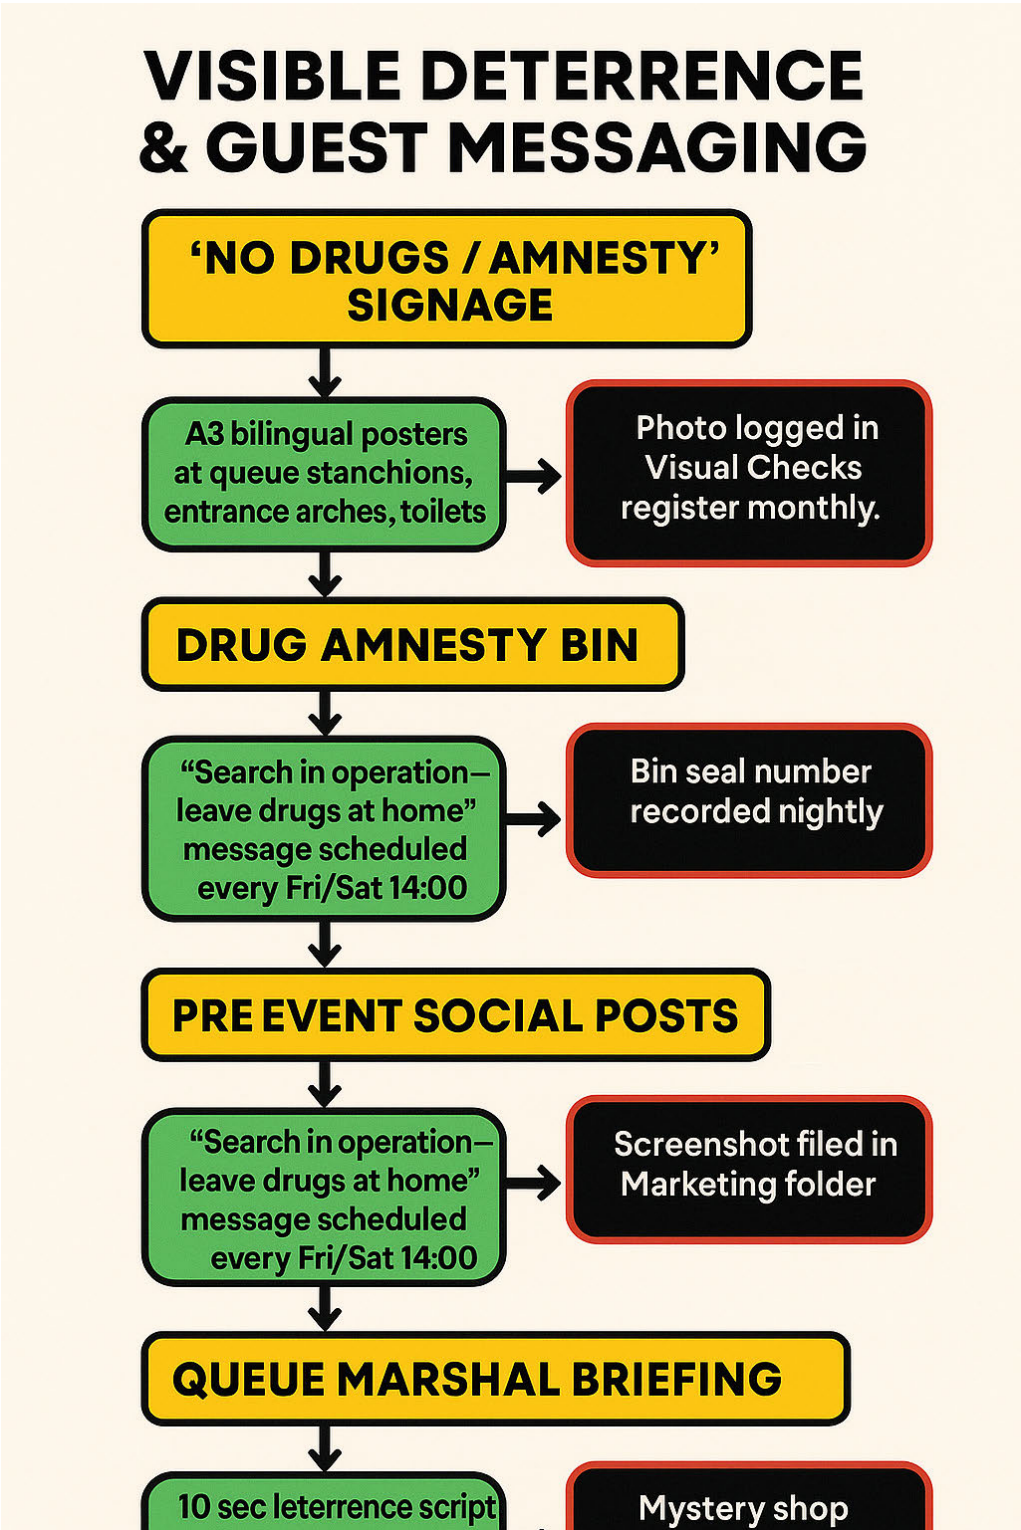 VISIBLE DETERRENCE
& GUEST MESSAGING
‘NO DRUGS / AMNESTY’
SIGNAGE
A3 bilingual posters
at queue stanchions,
entrance arches, toilets
Photo logged in
Visual Checks
register monthly.
DRUG AMNESTY BIN
“Search in operation—
leave drugs at home”
message scheduled
every Fri/Sat 14:00
Bin seal number
recorded nightly
PRE EVENT SOCIAL POSTS
“Search in operation—
leave drugs at home”
message scheduled
every Fri/Sat 14:00
Screenshot filed in
Marketing folder
QUEUE MARSHAL BRIEFING
10 sec leterrence script
Mystery shop